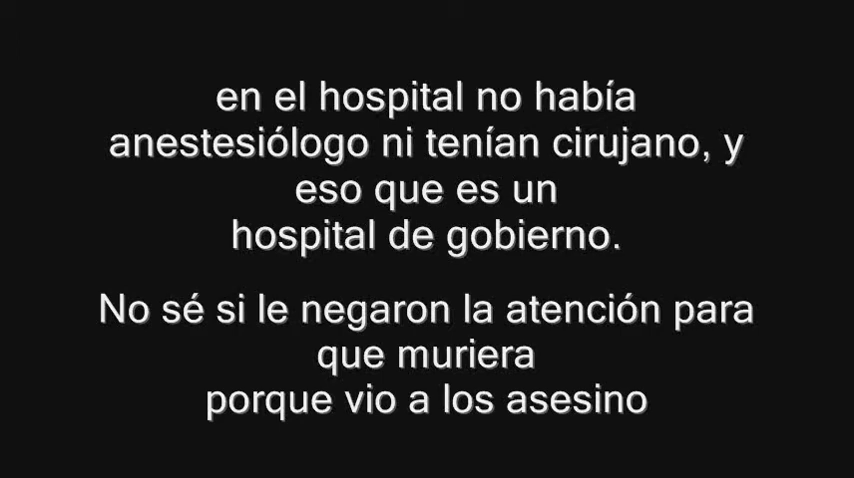 en el hospital no había
anestesiólogo ni tenían cirujano, y
eso que es un
hospital de gobierno.
No sé si le negaron la atención para
que muriera
porque vio a los asesino